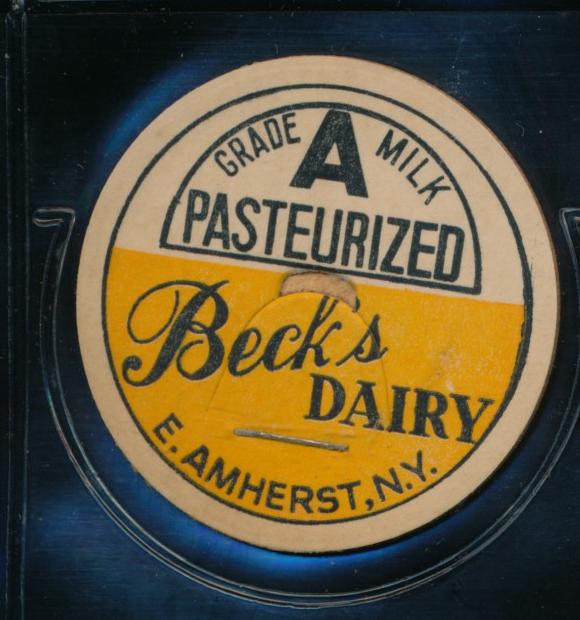 GRADE A MILK
PASTEURIZED
Beck's
DAIRY
E. AMHERST, N.Y.